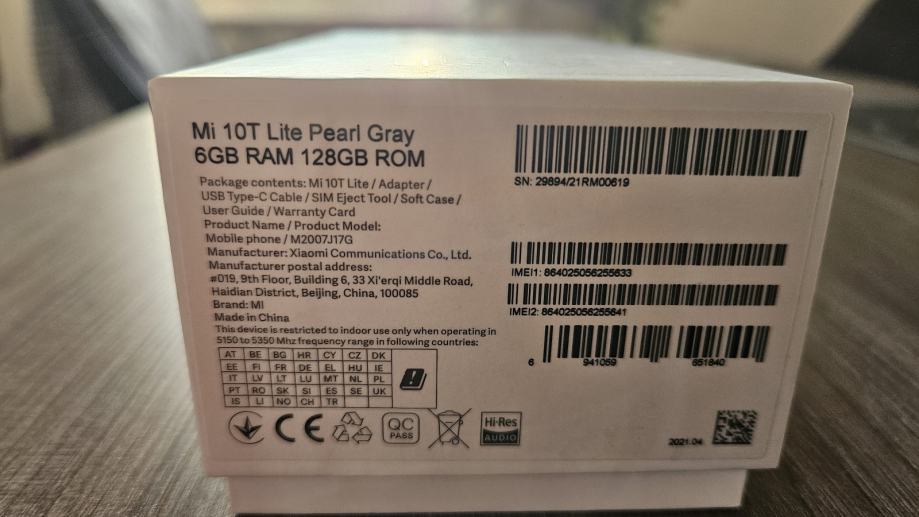 Mi 10T Lite Pearl Gray
6GB RAM 128GB ROM
Package contents: Mi 10T Lite / Adapter /
USB Type-C Cable / SIM Eject Tool / Soft Case /
User Guide / Warranty Card
Product Name / Product Model:
Mobile phone / M2007J17G
Manufacturer: Xiaomi Communications Co., Ltd.
Manufacturer postal address:
#019, 9th Floor, Building 6, 33 Xi'erqi Middle Road,
Haidian District, Beijing, China, 100085
Brand: MI
Made in China
This device is restricted to indoor use only when operating in
5150 to 5350 Mhz frequency range in following countries:
AT BE BG HR CY CZ DK
EE FI FR DE EL HU IE
IT LV LT LU MT NL PL
PT RO SK SI ES SE UK
IS LI NO CH TR
CE
QC
PASS
Hi-Res
AUDIO
SN: 29894/21RM00619
IMEI1: 864025056255633
IMEI2: 864025056255641
6 941059 651840
2021.04